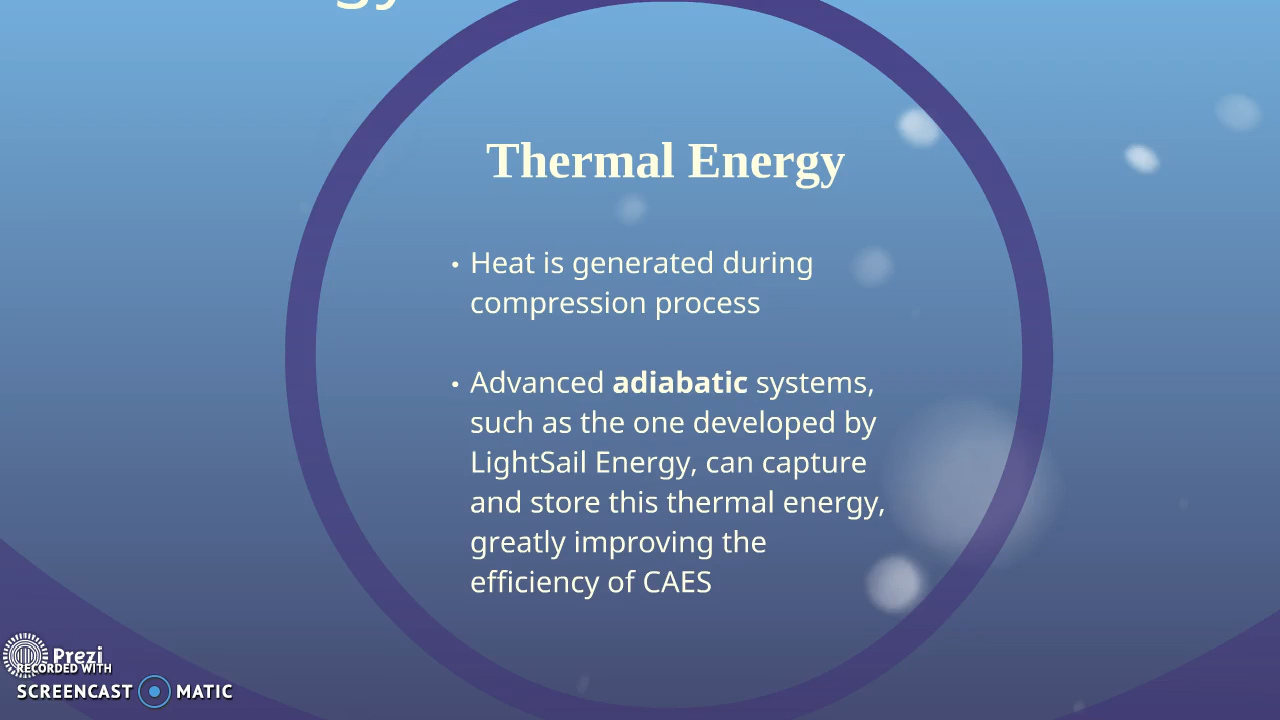 Thermal Energy
• Heat is generated during
compression process
• Advanced adiabatic systems,
such as the one developed by
LightSail Energy, can capture
and store this thermal energy,
greatly improving the
efficiency of CAES
Prezi
RECORDED WITH
SCREENCAST MATIC